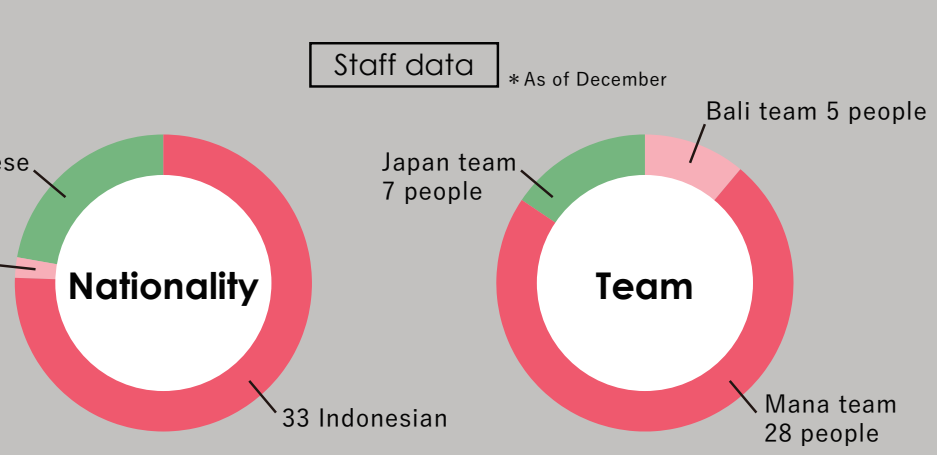 Staff data
* As of December
Bali team 5 people
ese
Japan team
7 people
Nationality
Team
33 Indonesian
Mana team
28 people